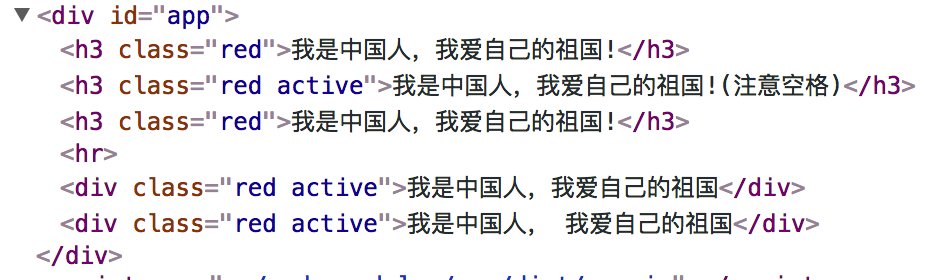 ▼<div id="app">
<h3 class="red">我是中国人，我爱自己的祖国!</h3>
<h3 class="red active">我是中国人，我爱自己的祖国!(注意空格)</h3>
<h3 class="red">我是中国人，我爱自己的祖国!</h3>
<hr>
<div class="red active">我是中国人，我爱自己的祖国</div>
<div class="red active">我是中国人， 我爱自己的祖国</div>
</div>